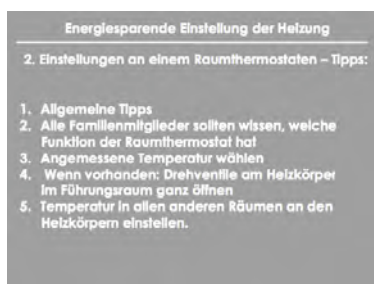 Energiesparende Einstellung der Heizung
2. Einstellungen an einem Raumthermostaten – Tipps:
1. Allgemeine Tipps
2. Alle Familienmitglieder sollten wissen, welche
Funktion der Raumthermostat hat
3. Angemessene Temperatur wählen
4. Wenn vorhanden: Drehventile am Heizkörper
im Führungsraum ganz öffnen
5. Temperatur in allen anderen Räumen an den
Heizkörpern einstellen.